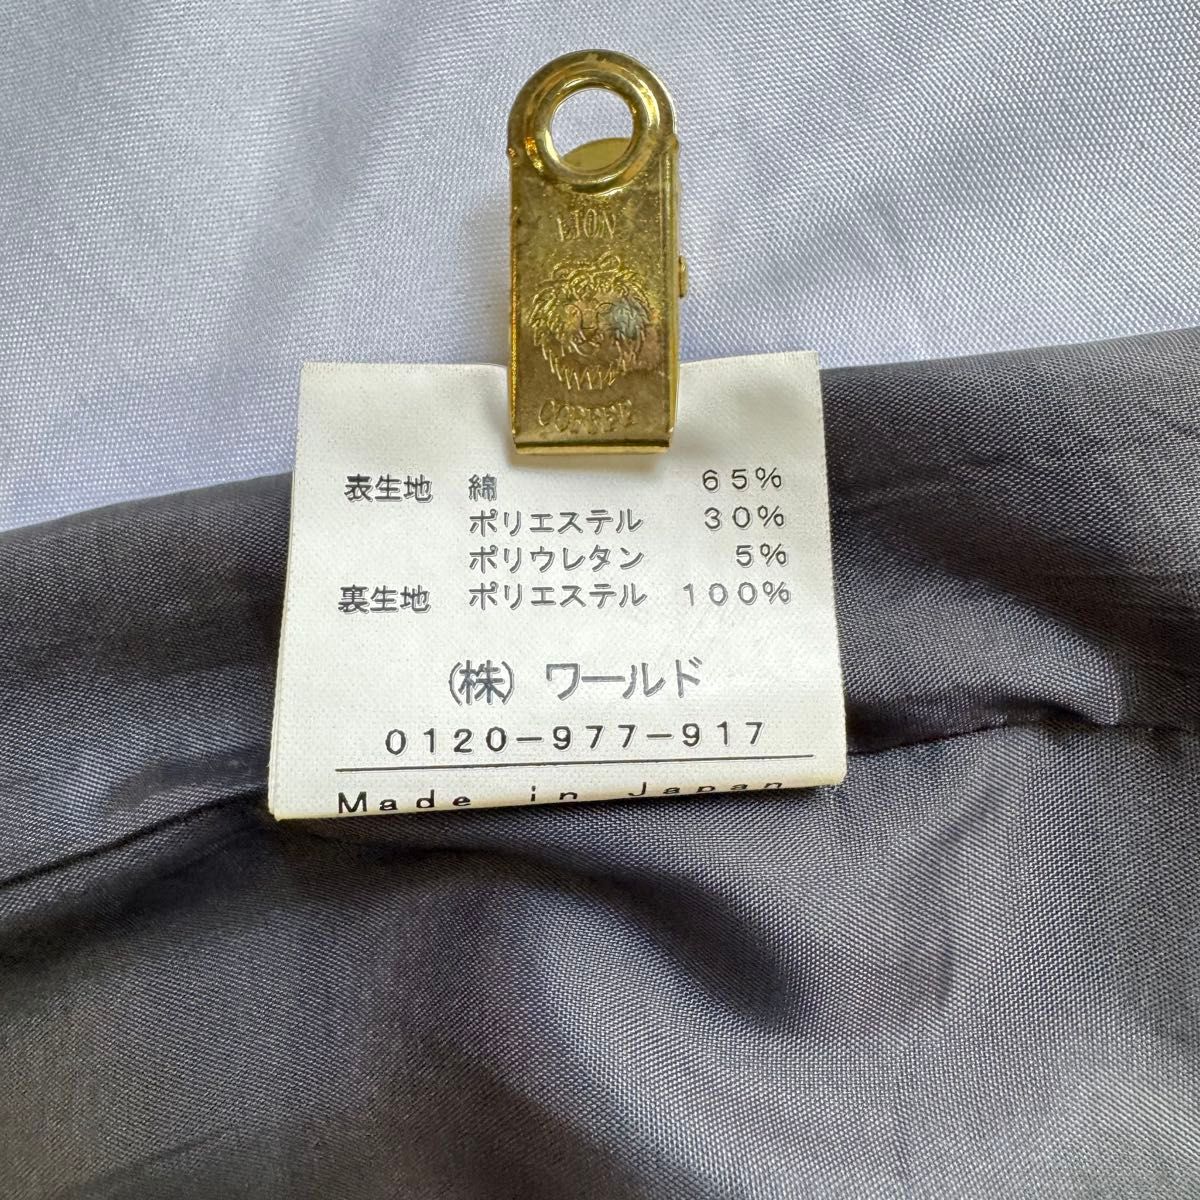 LION
COFFEE
表生地 綿 65%
ポリエステル 30%
ポリウレタン 5%
裏生地 ポリエステル 100%
(株) ワールド
0120-977-917
Made in Japan